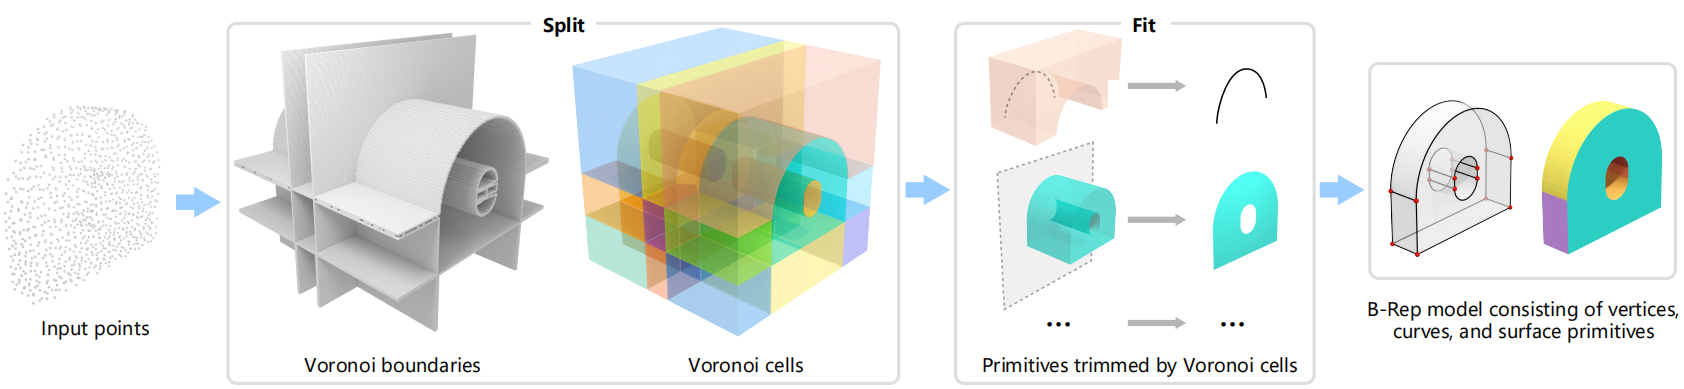 Split
Fit
Input points
Voronoi boundaries
Voronoi cells
...
...
Primitives trimmed by Voronoi cells
B-Rep model consisting of vertices,
curves, and surface primitives